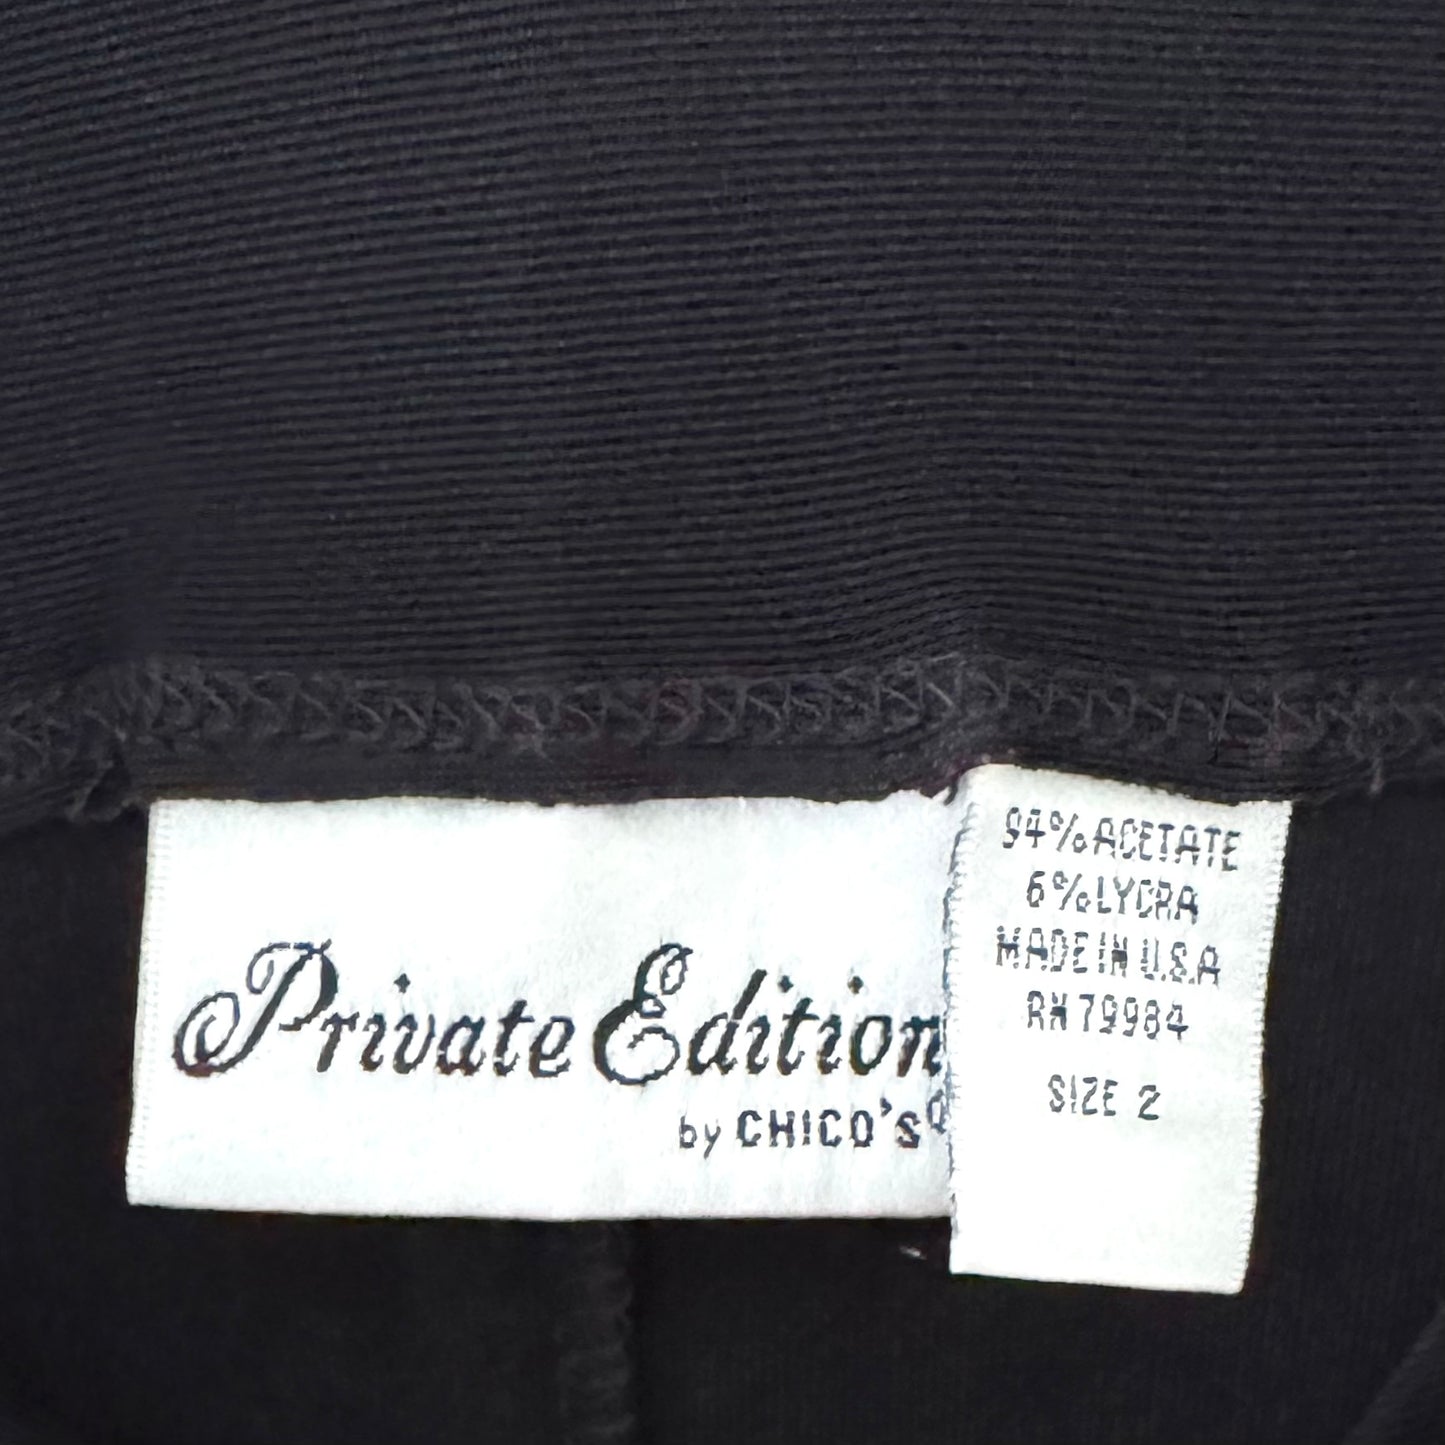 Private Edition
by CHICO'S®
94% ACETATE
6% LYCRA
MADE IN U.S.A
RN 79984
SIZE 2